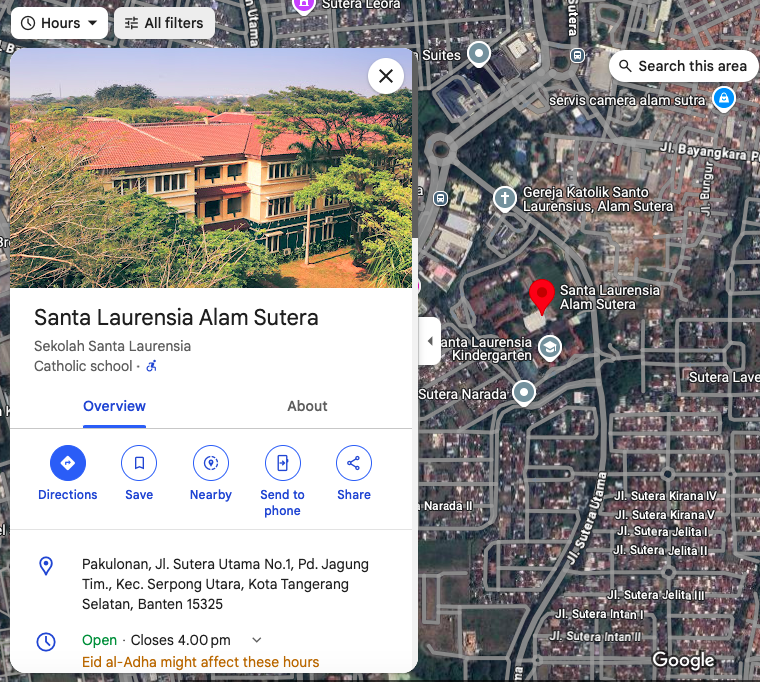 Hours
All filters
Sutera Leora
Utama
Sutera
Suites
Search this area
servis camera alam sutra
Jl. Bayangkara
Jl. Bungur
Gereja Katolik Santo
Laurensius, Alam Sutera
Santa Laurensia
Alam Sutera
anta Laurensia
Kindergarten
Sutera Narada
Sutera Lave
Narada II
Jl. Sutera Kirana IV
Jl. Sutera Kirana V
Jl. Sutera Jelita I
Jl. Sutera Jelita II
Jl. Sutera Utama
Jl. Sutera Jelita III
Jl. Sutera Intan I
Jl. Sutera Intan II
Google
Santa Laurensia Alam Sutera
Sekolah Santa Laurensia
Catholic school ·
Overview
About
Directions
Save
Nearby
Send to
phone
Share
Pakulonan, Jl. Sutera Utama No.1, Pd. Jagung
Tim., Kec. Serpong Utara, Kota Tangerang
Selatan, Banten 15325
Open · Closes 4.00 pm
Eid al-Adha might affect these hours